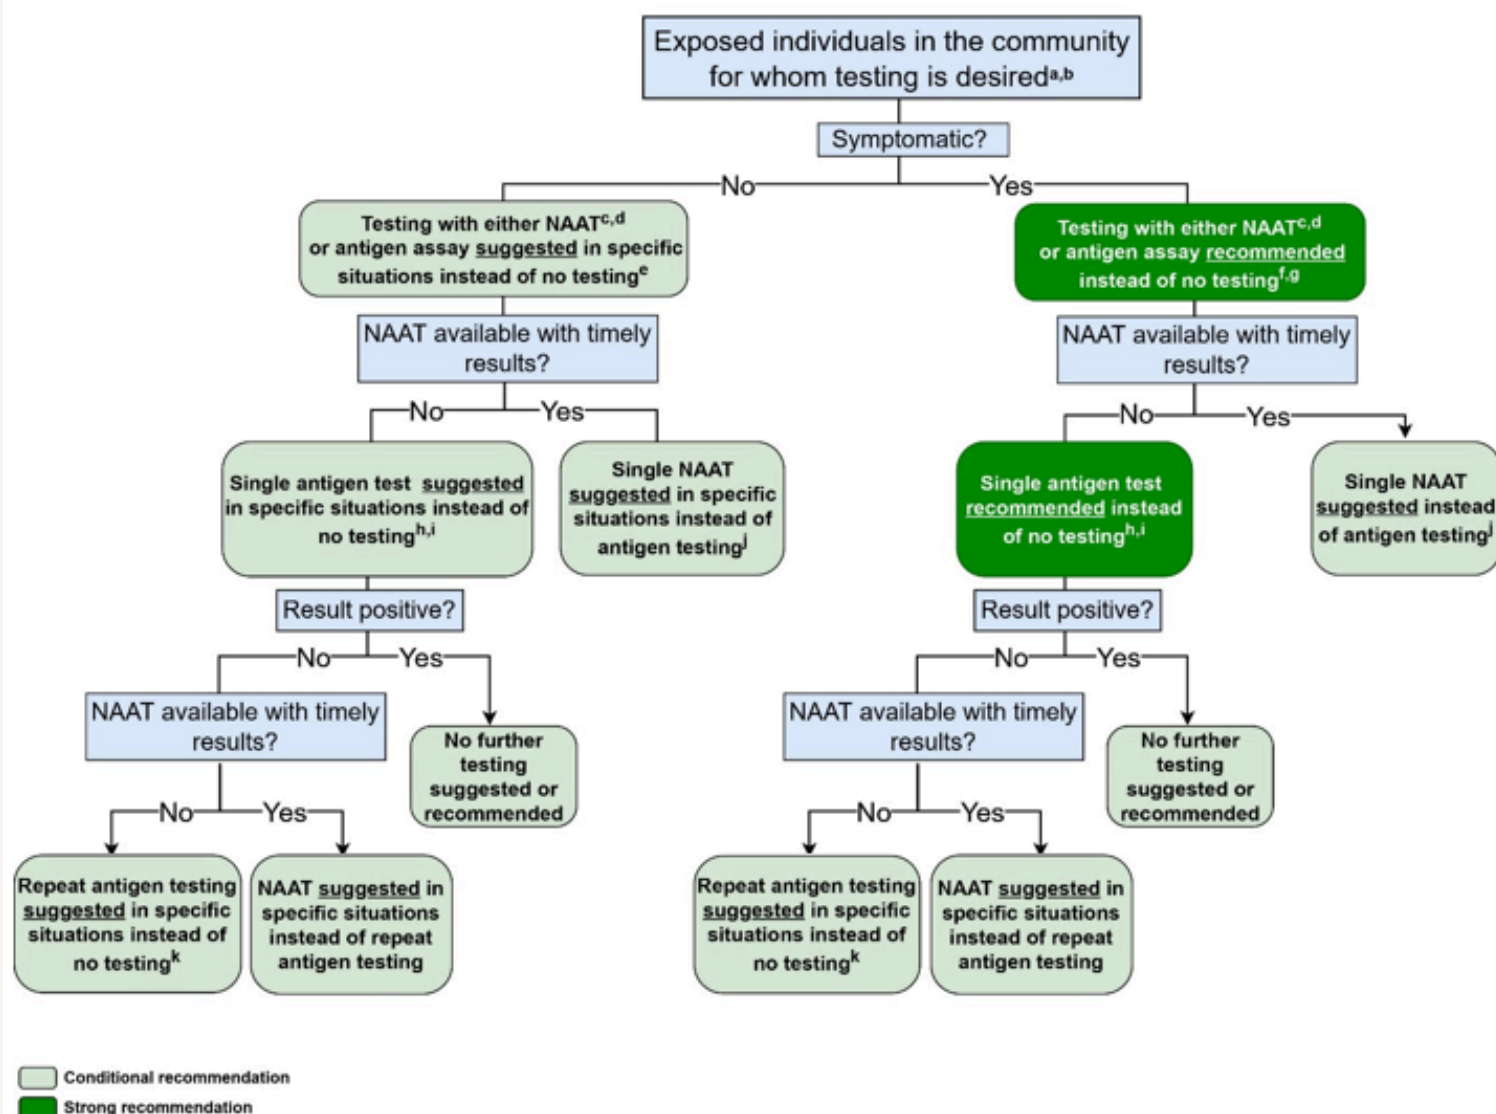 Exposed individuals in the community
for whom testing is desiredᵃ,ᵇ
Symptomatic?
No
Yes
Testing with either NAATᶜ,ᵈ
or antigen assay suggested in specific
situations instead of no testingᵉ
Testing with either NAATᶜ,ᵈ
or antigen assay recommended
instead of no testingᶠ,ᵍ
NAAT available with timely
results?
NAAT available with timely
results?
No
Yes
No
Yes
Single antigen test suggested
in specific situations instead of
no testingʰ,ⁱ
Single NAAT
suggested in specific
situations instead of
antigen testingʲ
Single antigen test
recommended instead
of no testingʰ,ⁱ
Single NAAT
suggested instead
of antigen testingʲ
Result positive?
Result positive?
No
Yes
No
Yes
NAAT available with timely
results?
No further
testing
suggested or
recommended
NAAT available with timely
results?
No further
testing
suggested or
recommended
No
Yes
No
Yes
Repeat antigen testing
suggested in specific
situations instead of
no testingᵏ
NAAT suggested in
specific situations
instead of repeat
antigen testing
Repeat antigen testing
suggested in specific
situations instead of
no testingᵏ
NAAT suggested in
specific situations
instead of repeat
antigen testing
Conditional recommendation
Strong recommendation